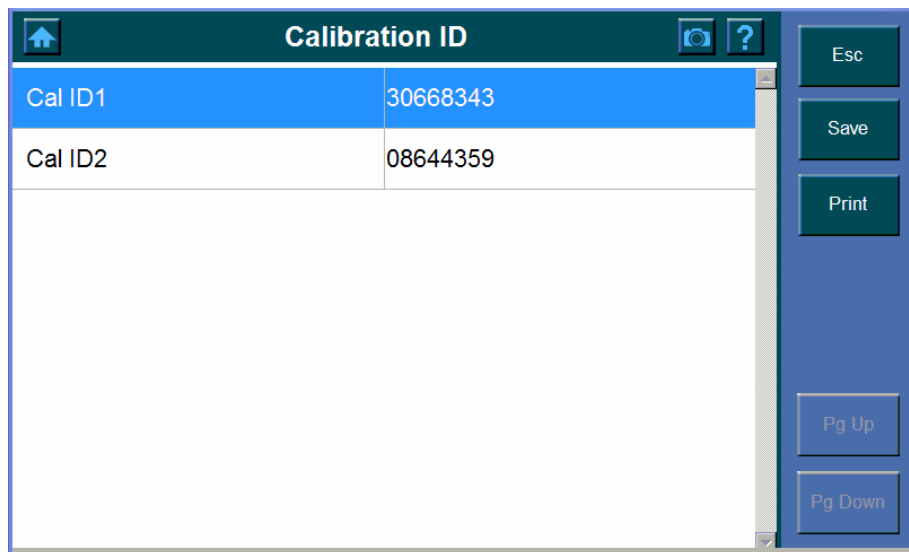 Calibration ID ?
Cal ID1 30668343
Cal ID2 08644359
Esc
Save
Print
Pg Up
Pg Down